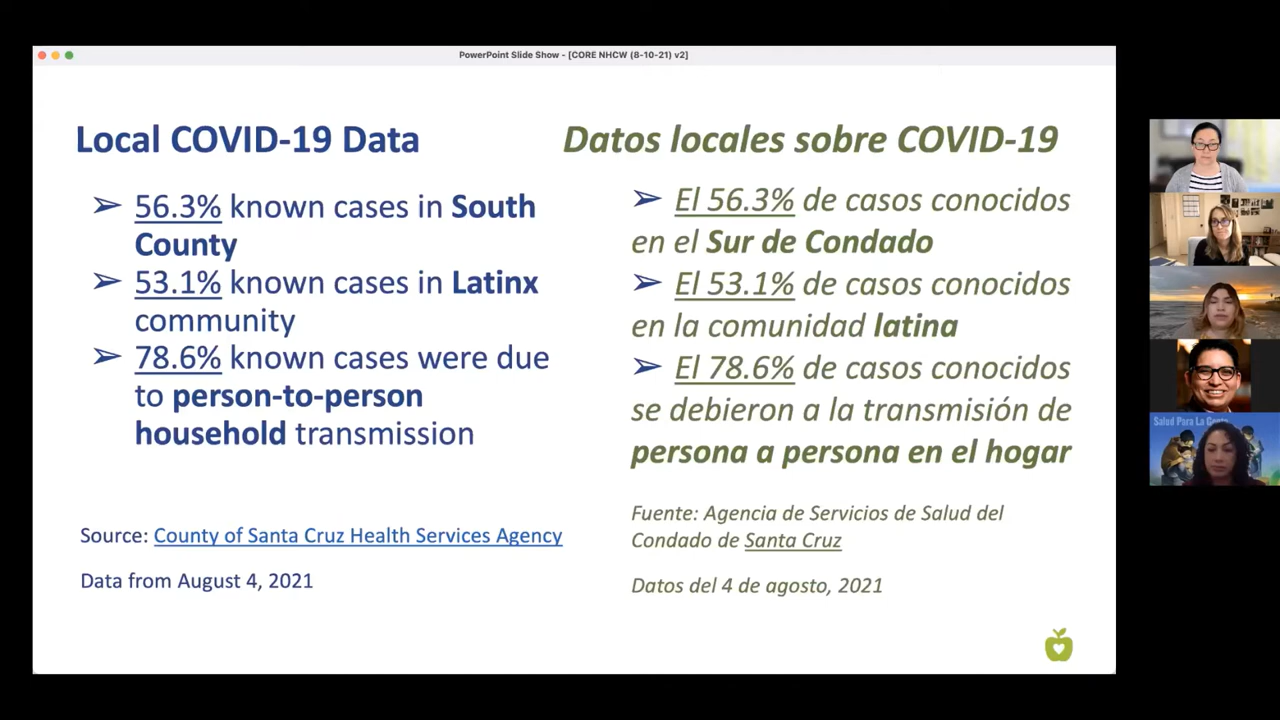 PowerPoint Slide Show - [CORE NHCW (8-10-21) v2]
Local COVID-19 Data
➢ 56.3% known cases in South
County
➢ 53.1% known cases in Latinx
community
➢ 78.6% known cases were due
to person-to-person
household transmission
Source: County of Santa Cruz Health Services Agency
Data from August 4, 2021
Datos locales sobre COVID-19
➢ El 56.3% de casos conocidos
en el Sur de Condado
➢ El 53.1% de casos conocidos
en la comunidad latina
➢ El 78.6% de casos conocidos
se debieron a la transmisión de
persona a persona en el hogar
Fuente: Agencia de Servicios de Salud del
Condado de Santa Cruz
Datos del 4 de agosto, 2021
Salud Para La Gente